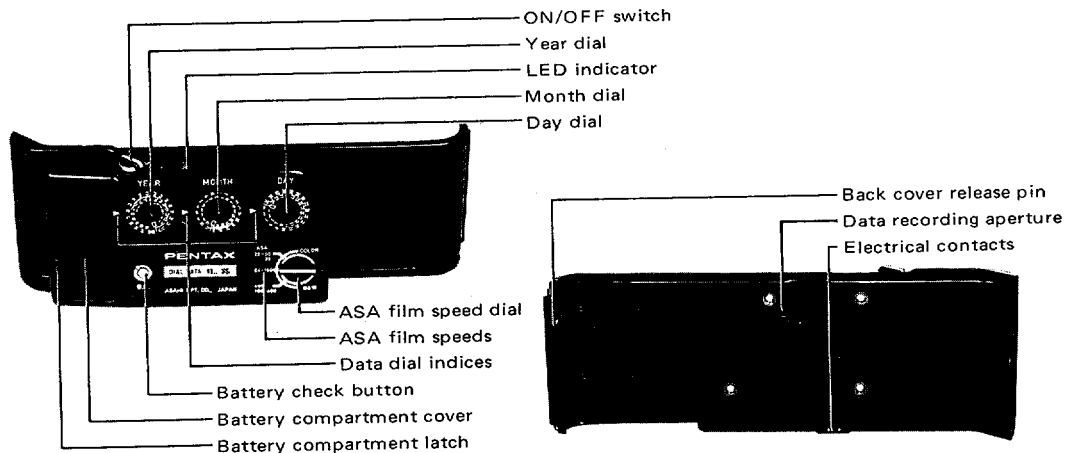 ON/OFF switch
Year dial
LED indicator
Month dial
Day dial
YEAR
MONTH
DAY
PENTAX
ASA
COLOR
B&W
ASA film speed dial
ASA film speeds
Data dial indices
Battery check button
Battery compartment cover
Battery compartment latch
Back cover release pin
Data recording aperture
Electrical contacts